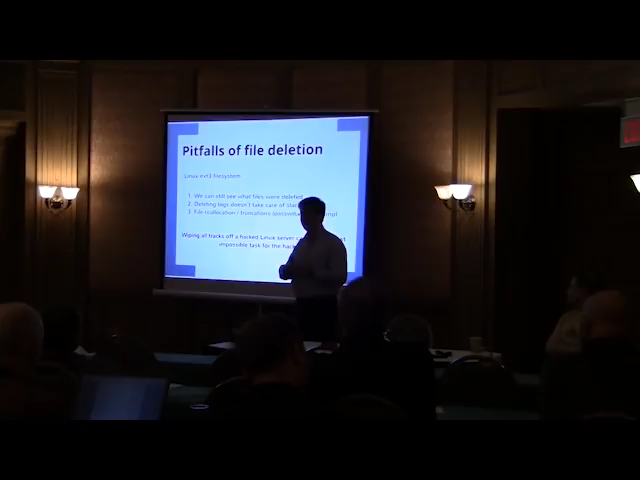 Pitfalls of file deletion
Linux ext3 filesystem
1. We can still see what files were deleted
2. Deleting logs doesn't take care of
3. File reallocation / truncations
Wiping all tracks off a hacked Linux server
impossible task for the